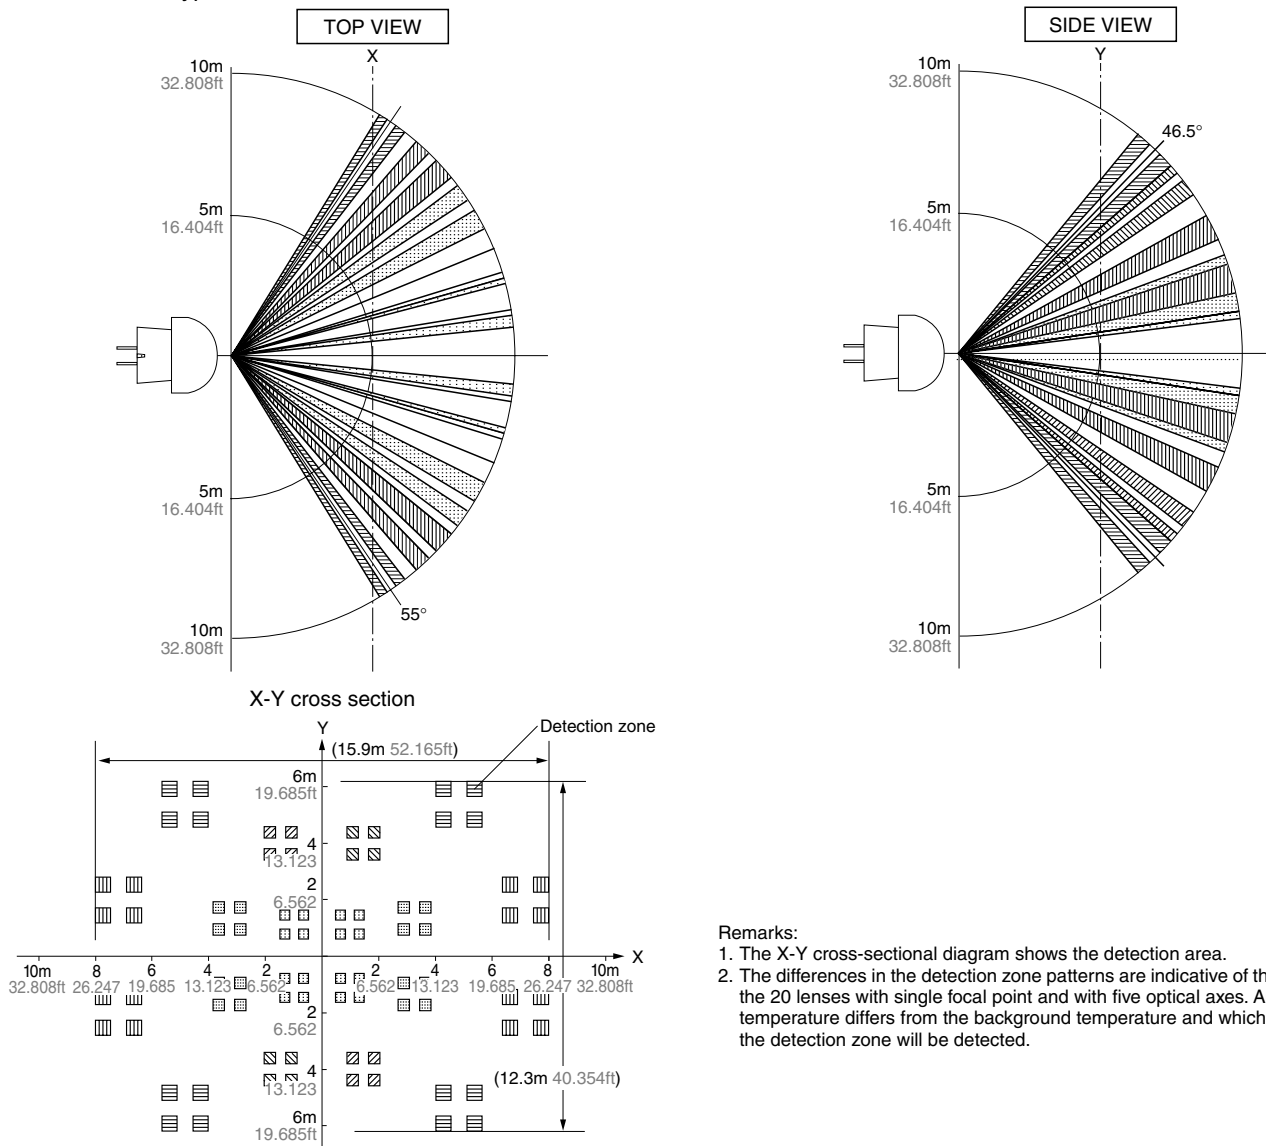 TOP VIEW
X
10m
32.808ft
5m
16.404ft
5m
16.404ft
55°
10m
32.808ft
SIDE VIEW
Y
10m
32.808ft
46.5°
5m
16.404ft
5m
16.404ft
10m
32.808ft
X-Y cross section
Y
Detection zone
(15.9m 52.165ft)
6m
19.685ft
4
13.123
2
6.562
X
10m 8 6 4 2 2 4 6 8 10m
32.808ft 26.247 19.685 13.123 6.562 6.562 13.123 19.685 26.247 32.808ft
2
6.562
4
13.123
(12.3m 40.354ft)
6m
19.685ft
Remarks:
1. The X-Y cross-sectional diagram shows the detection area.
2. The differences in the detection zone patterns are indicative of th
the 20 lenses with single focal point and with five optical axes. A
temperature differs from the background temperature and which
the detection zone will be detected.